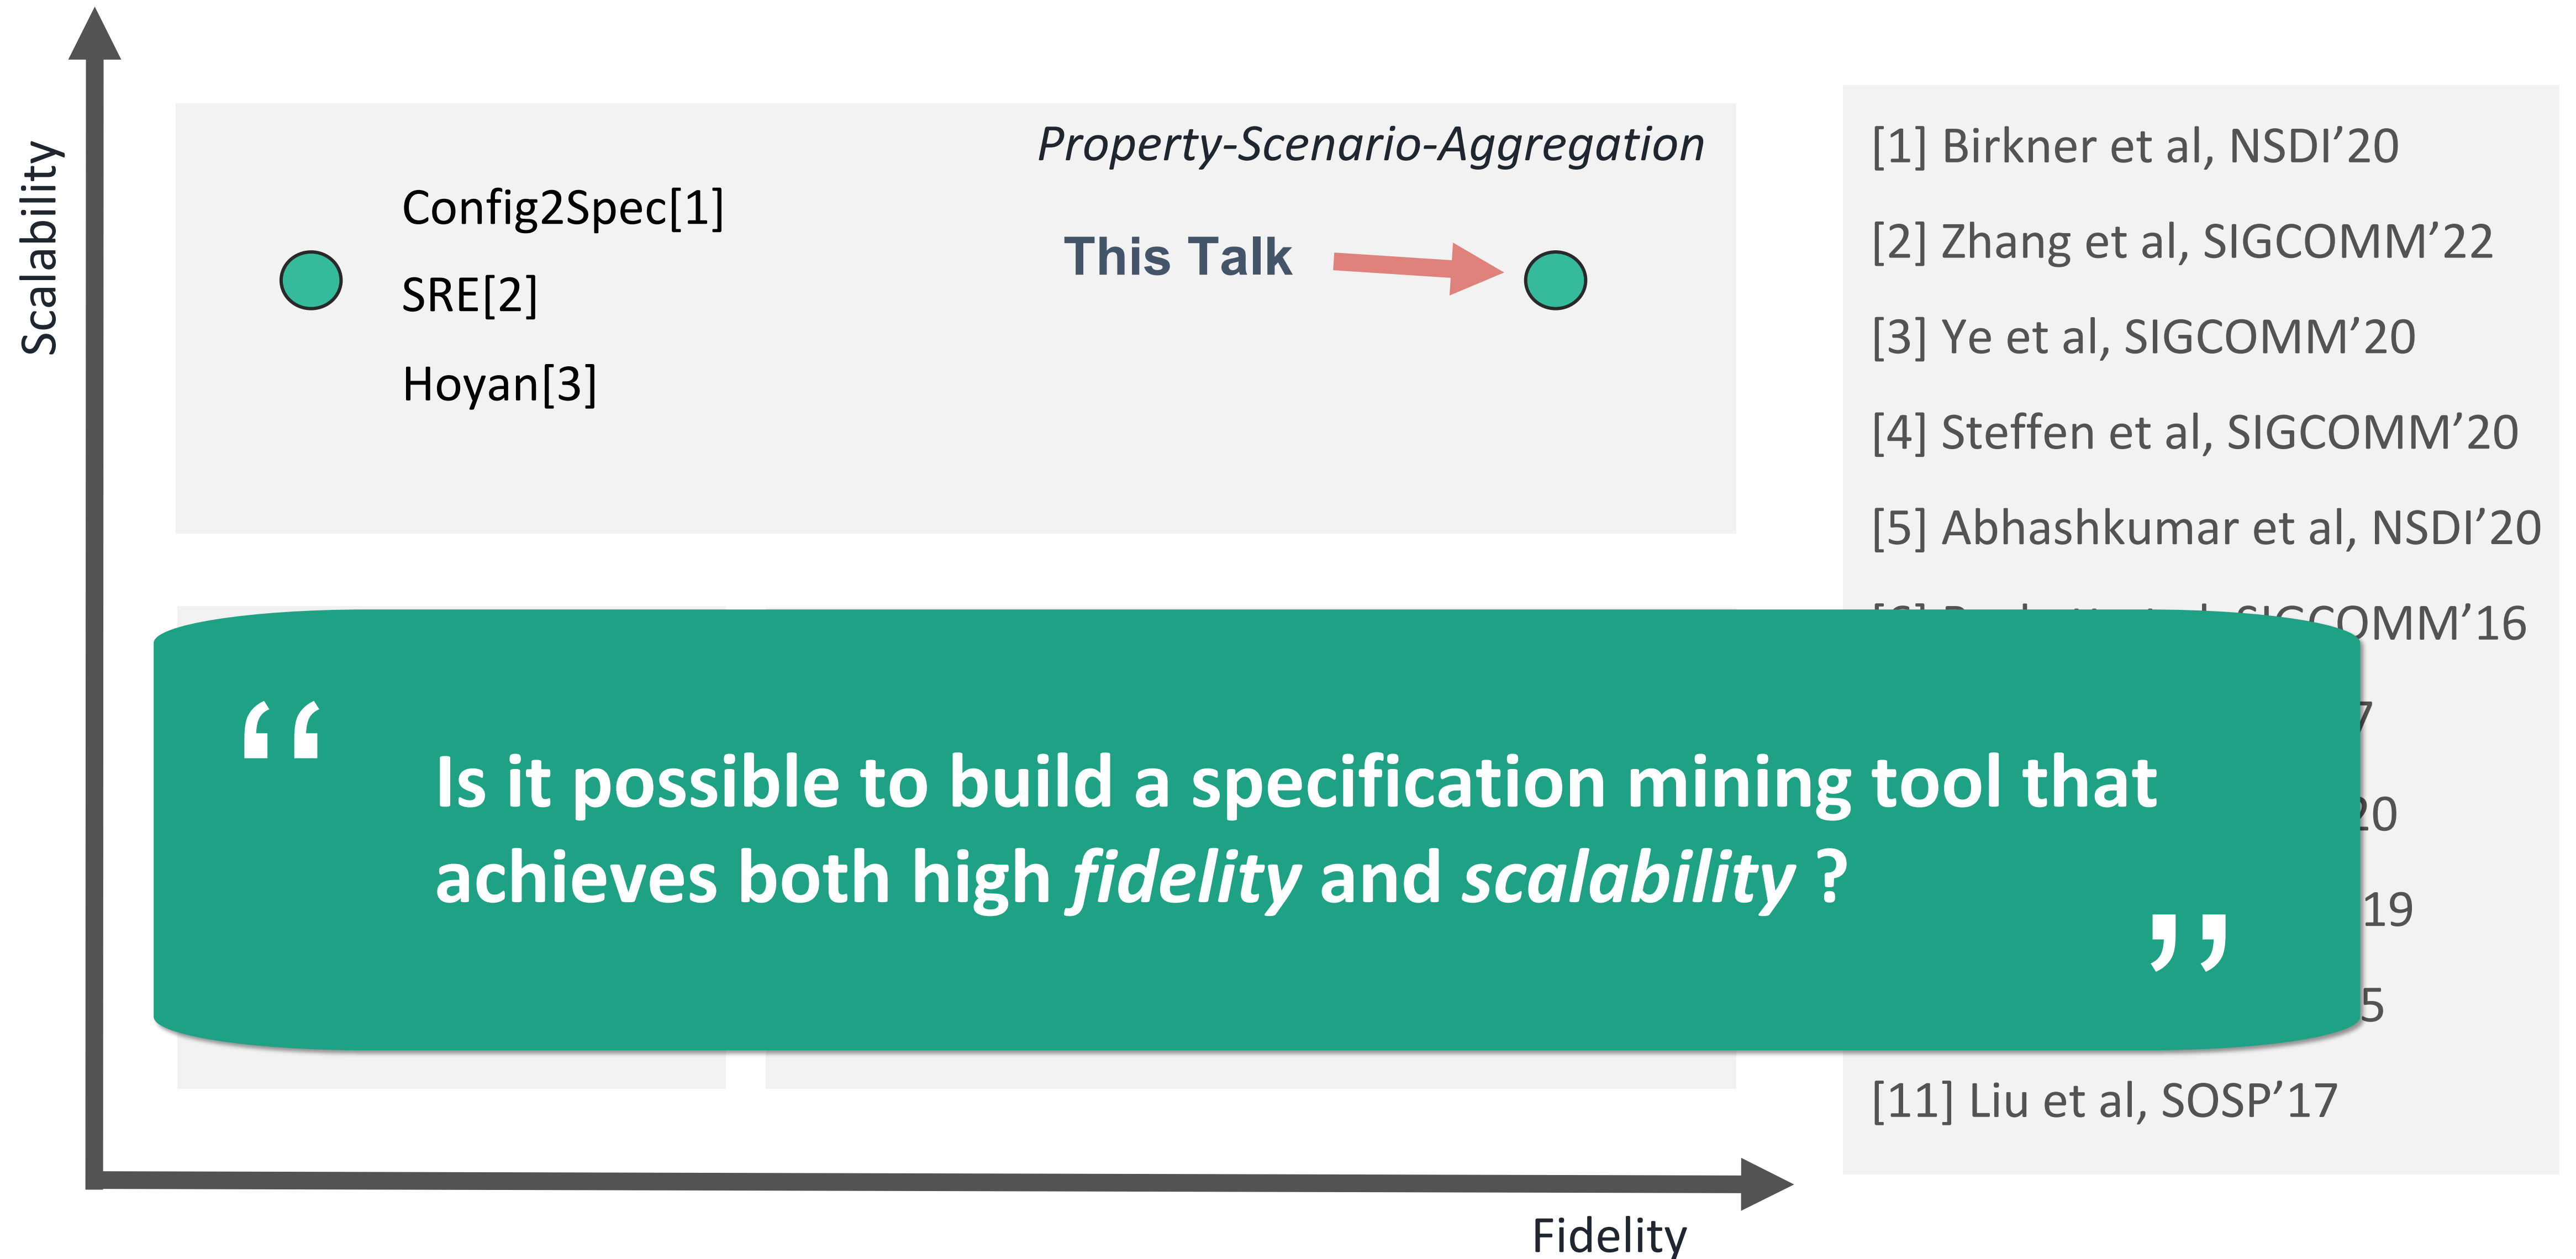 Scalability
Property-Scenario-Aggregation
Config2Spec[1]
This Talk
SRE[2]
Hoyan[3]
[1] Birkner et al, NSDI’20
[2] Zhang et al, SIGCOMM’22
[3] Ye et al, SIGCOMM’20
[4] Steffen et al, SIGCOMM’20
[5] Abhashkumar et al, NSDI’20
SIGCOMM’16
“
Is it possible to build a specification mining tool that
achieves both high fidelity and scalability ?
”
[11] Liu et al, SOSP’17
Fidelity